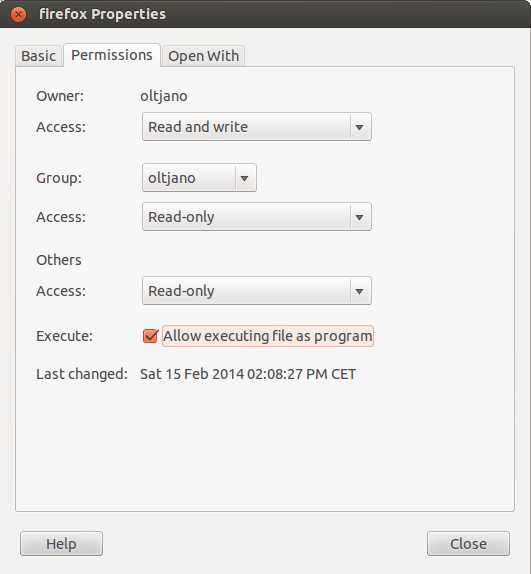 firefox Properties
Basic Permissions Open With
Owner: oltjano
Access: Read and write
Group: oltjano
Access: Read-only
Others
Access: Read-only
Execute: Allow executing file as program
Last changed: Sat 15 Feb 2014 02:08:27 PM CET
Help Close